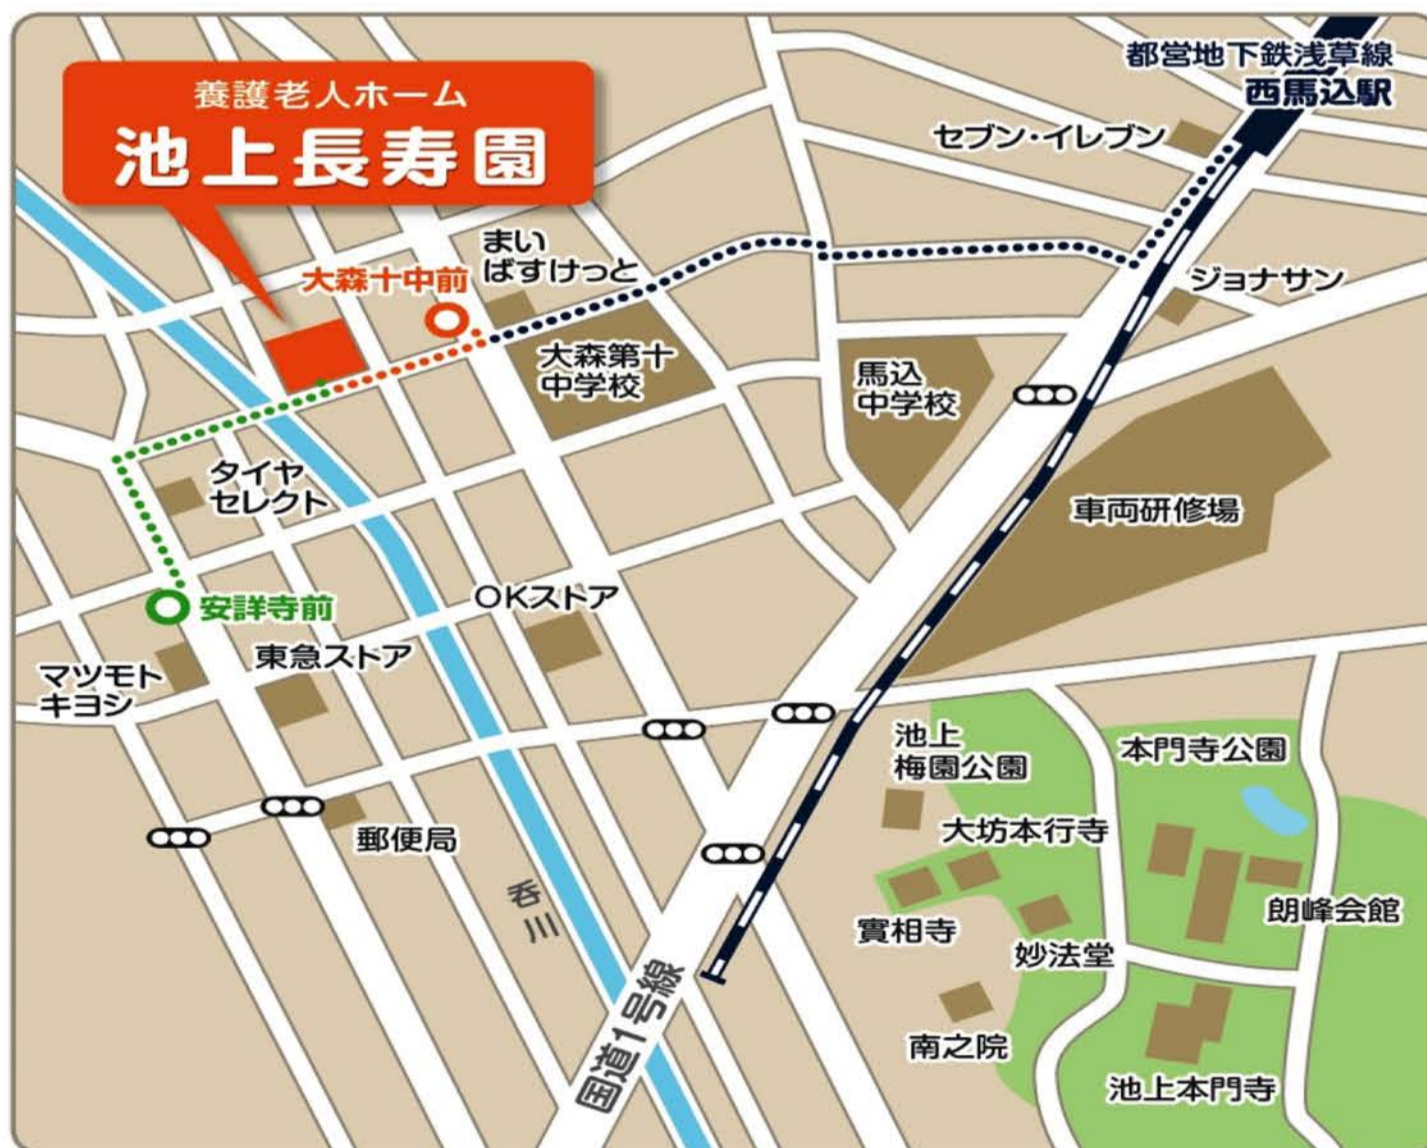 都営地下鉄浅草線
西馬込駅
養護老人ホーム
池上長寿園
セブン・イレブン
まい
ばすけっと
大森十中前
ジョナサン
大森第十
中学校
馬込
中学校
タイヤ
セレクト
車両研修場
安詳寺前
OKストア
東急ストア
マツモト
キヨシ
池上
梅園公園
本門寺公園
大坊本行寺
郵便局
呑川
朗峰会館
實相寺
妙法堂
国道1号線
南之院
池上本門寺